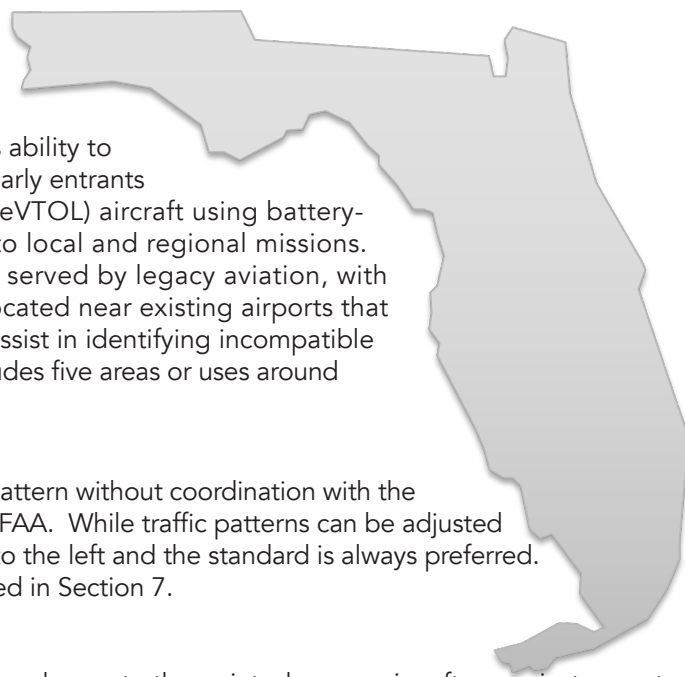 ability to
arly entrants
eVTOL) aircraft using battery-
to local and regional missions.
served by legacy aviation, with
ocated near existing airports that
ssist in identifying incompatible
udes five areas or uses around
attern without coordination with the
FAA.  While traffic patterns can be adjusted
to the left and the standard is always preferred.
ed in Section 7.